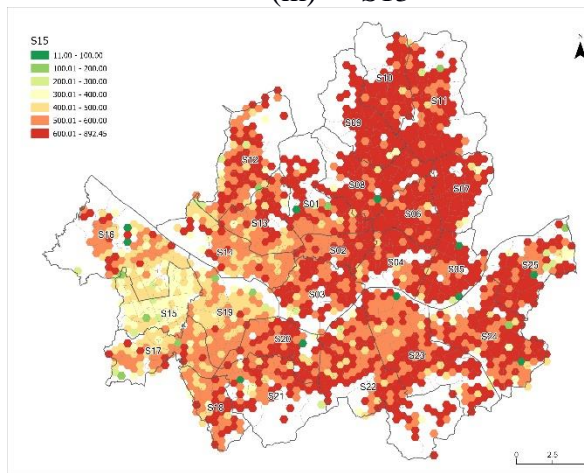 (m) S15
S15
11.00 - 100.00
100.01 - 200.00
200.01 - 300.00
300.01 - 400.00
400.01 - 500.00
500.01 - 600.00
600.01 - 892.45
N
S10
S11
S09
S12
S08
S07
S01
S06
S13
S16
S14
S02
S04
S05
S25
S03
S15
S19
S20
S17
S23
S24
S22
S21
S18
0 2.5